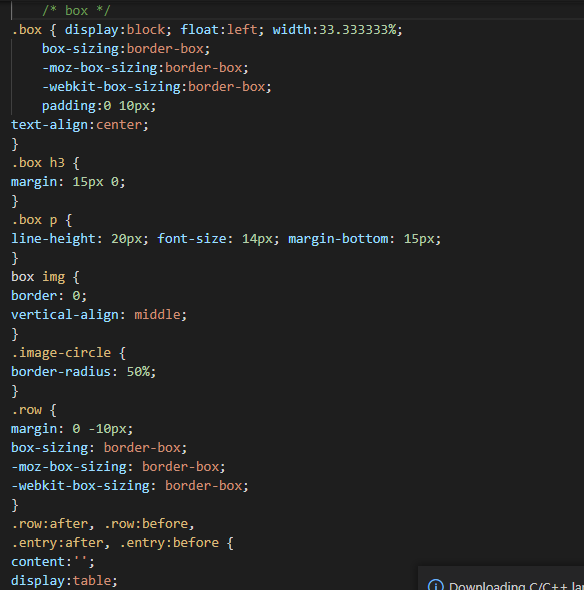 /* box */
.box { display:block; float:left; width:33.333333%;
box-sizing:border-box;
-moz-box-sizing:border-box;
-webkit-box-sizing:border-box;
padding:0 10px;
text-align:center;
}
.box h3 {
margin: 15px 0;
}
.box p {
line-height: 20px; font-size: 14px; margin-bottom: 15px;
}
box img {
border: 0;
vertical-align: middle;
}
.image-circle {
border-radius: 50%;
}
.row {
margin: 0 -10px;
box-sizing: border-box;
-moz-box-sizing: border-box;
-webkit-box-sizing: border-box;
}
.row:after, .row:before,
.entry:after, .entry:before {
content:'';
display:table;
Downloading C/C++